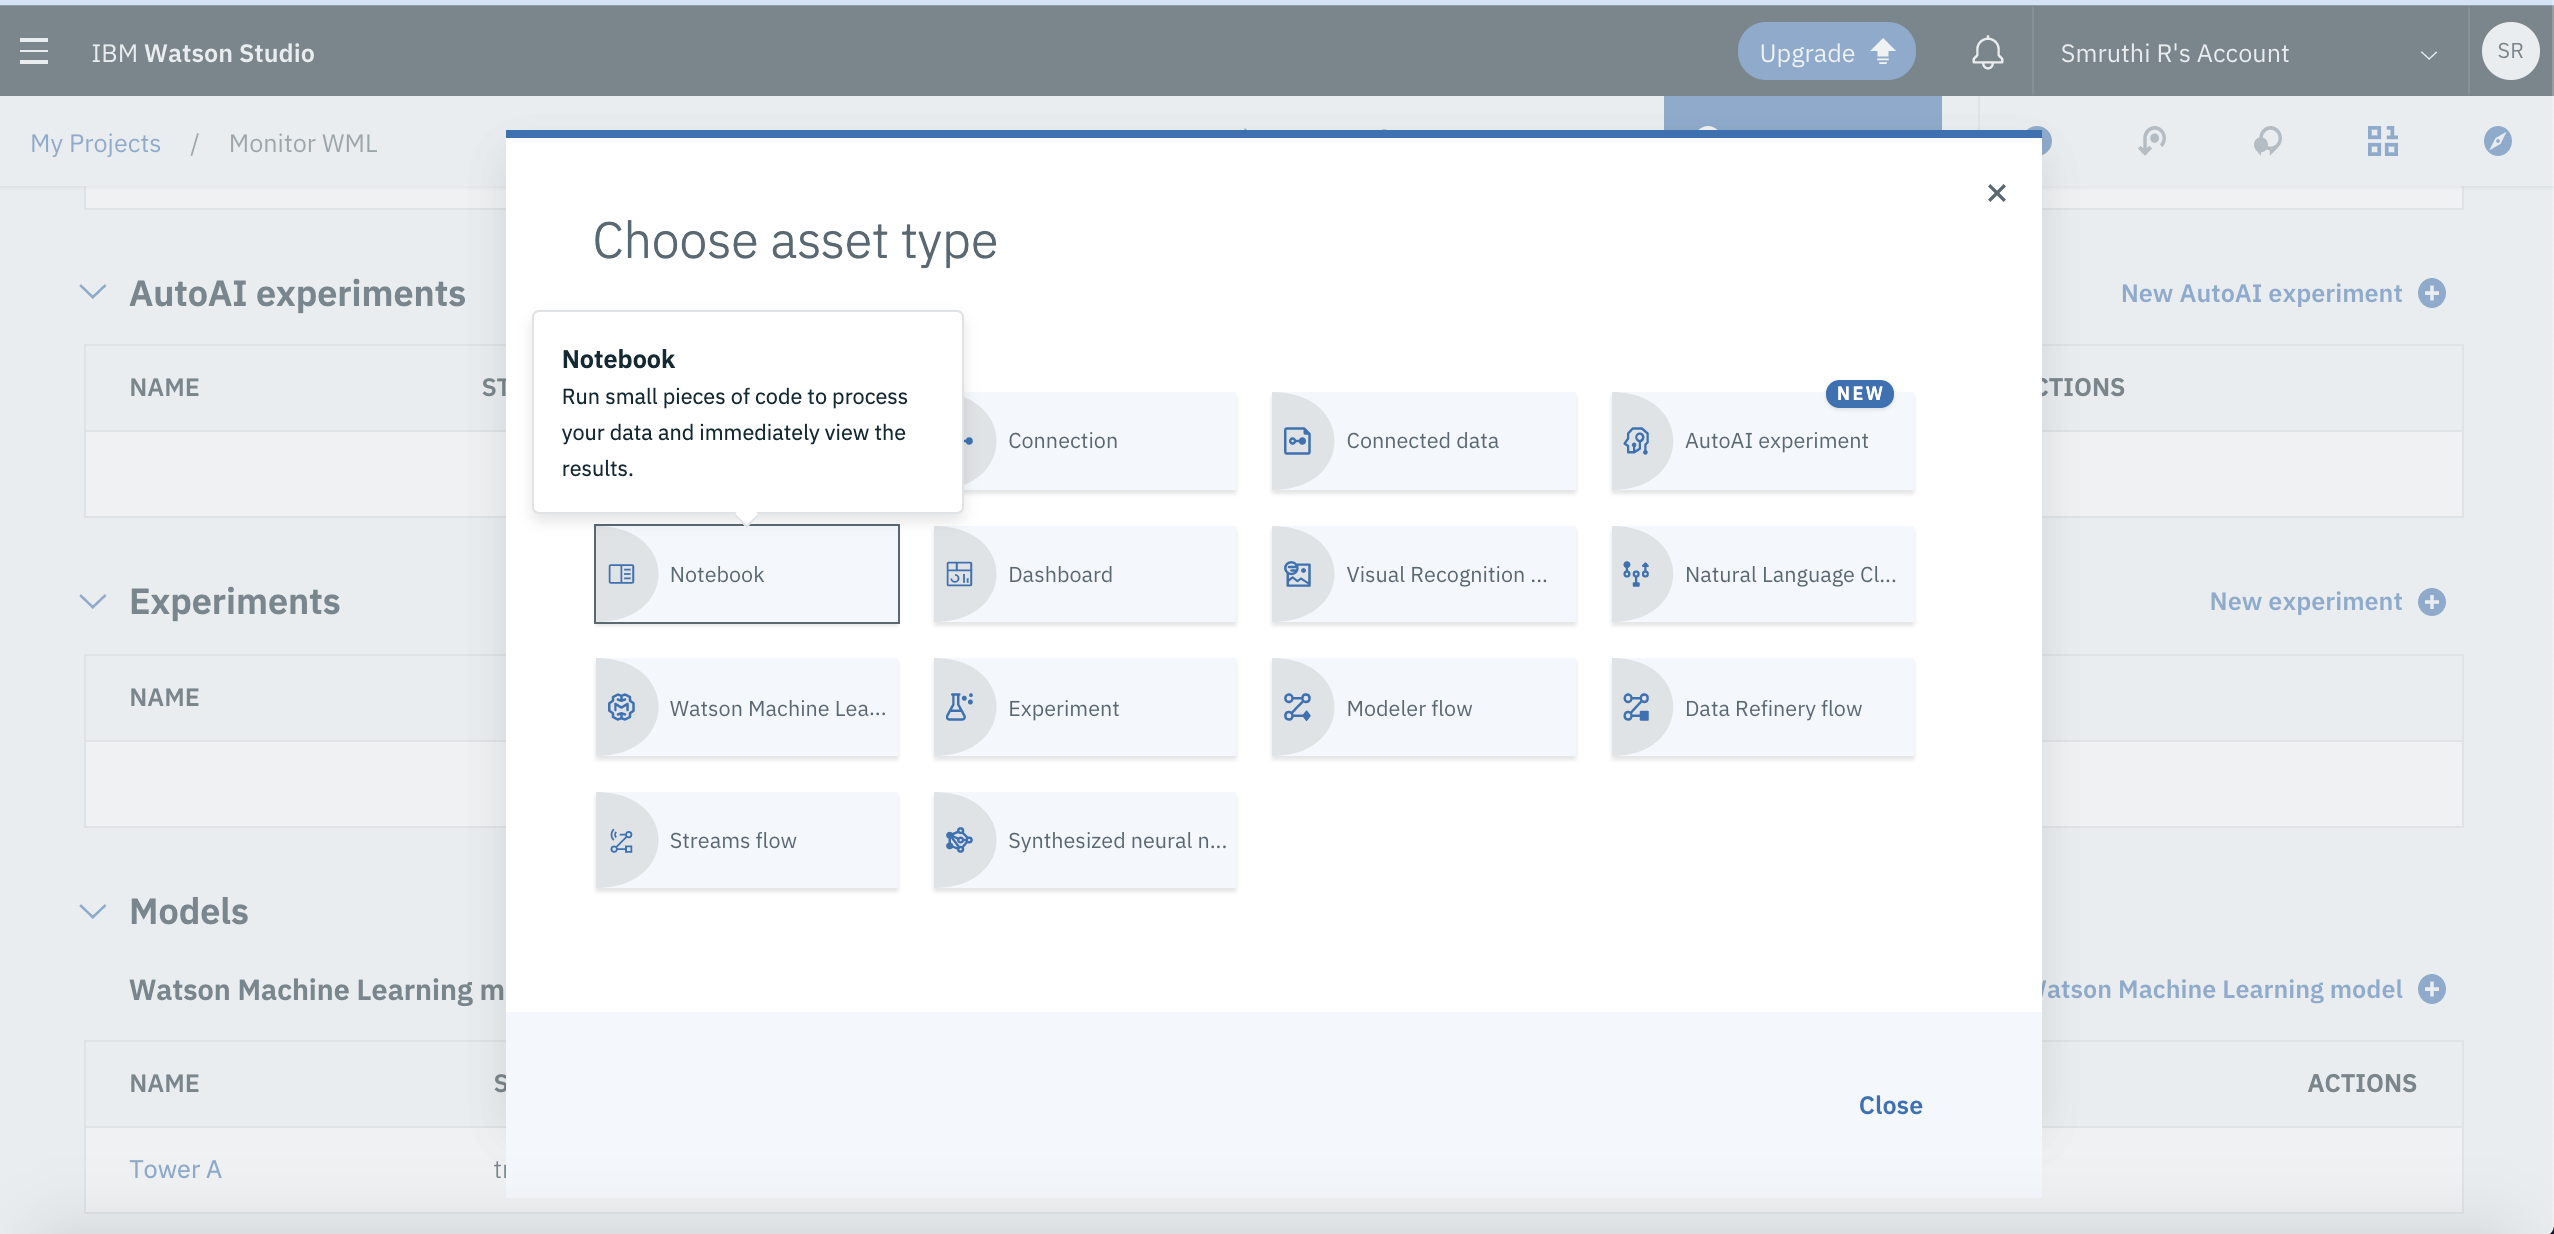 IBM Watson Studio
Upgrade
Smruthi R's Account
SR
My Projects / Monitor WML
Choose asset type
AutoAI experiments
New AutoAI experiment
Notebook
Run small pieces of code to process
your data and immediately view the
results.
NAME
ST
NEW
CTIONS
Connection
Connected data
AutoAI experiment
Notebook
Dashboard
Visual Recognition ...
Natural Language Cl...
Experiments
New experiment
NAME
Watson Machine Lea...
Experiment
Modeler flow
Data Refinery flow
Streams flow
Synthesized neural n...
Models
Watson Machine Learning m
Watson Machine Learning model
NAME
S
ACTIONS
Close
Tower A
tr